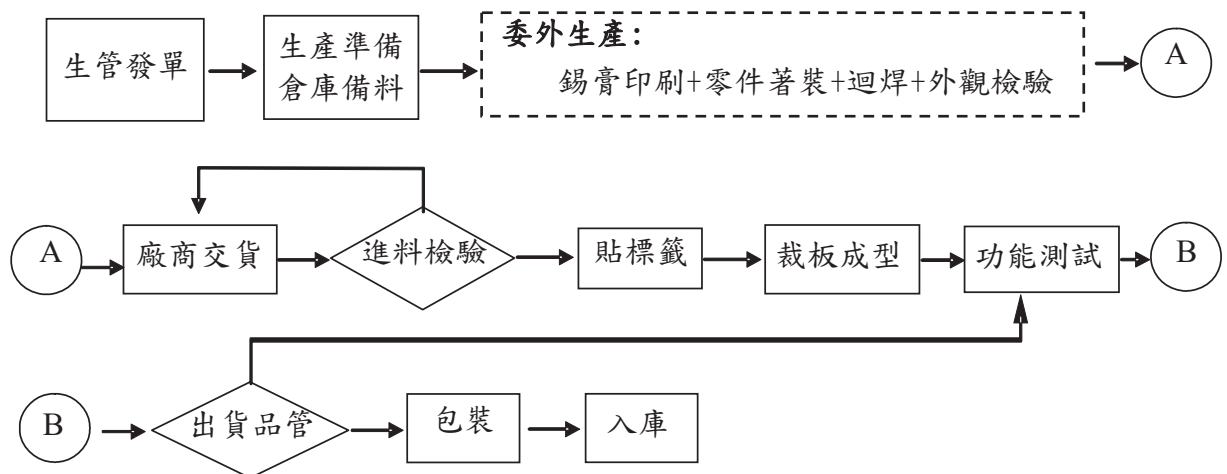 生管發單
生產準備
倉庫備料
委外生產:
錫膏印刷+零件著裝+迴焊+外觀檢驗
A
A
廠商交貨
進料檢驗
貼標籤
裁板成型
功能測試
B
B
出貨品管
包裝
入庫